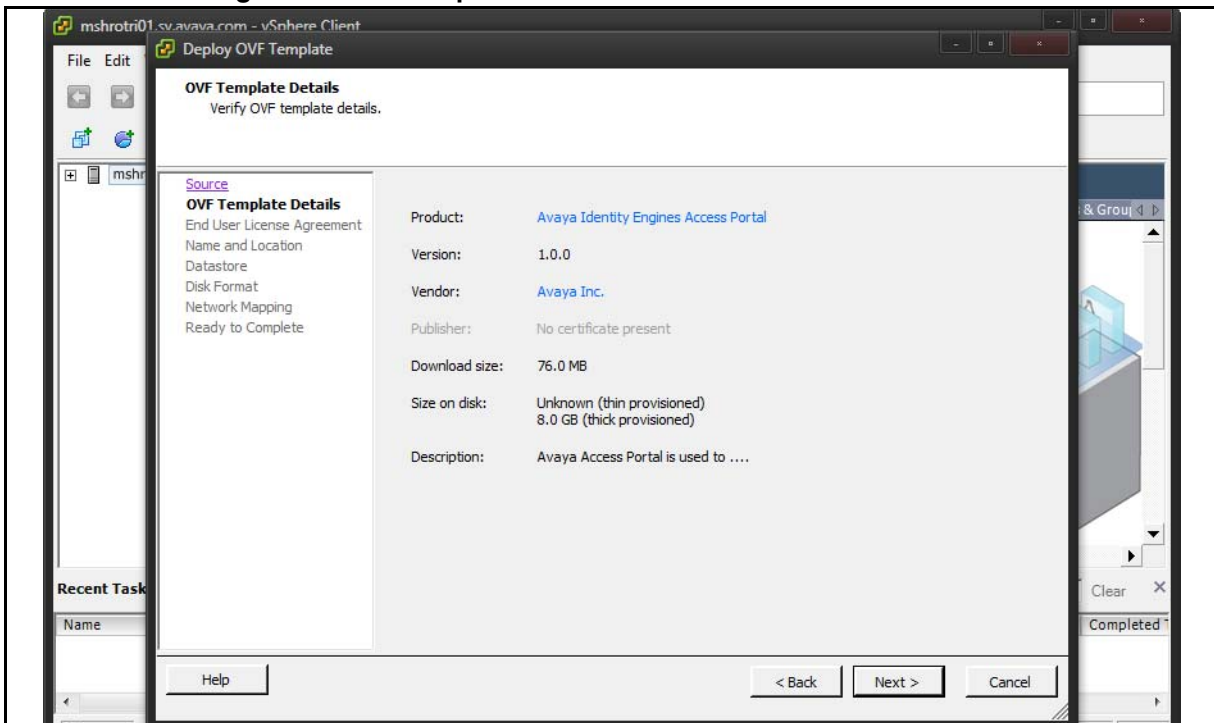 mshrotri01.sv.avaya.com - vSphere Client
Deploy OVF Template
File Edit
OVF Template Details
Verify OVF template details.
mshr
& Grou
Source
OVF Template Details
End User License Agreement
Name and Location
Datastore
Disk Format
Network Mapping
Ready to Complete
Product: Avaya Identity Engines Access Portal
Version: 1.0.0
Vendor: Avaya Inc.
Publisher: No certificate present
Download size: 76.0 MB
Size on disk: Unknown (thin provisioned)
8.0 GB (thick provisioned)
Description: Avaya Access Portal is used to ....
Recent Task
Clear
Name
Completed T
Help
< Back
Next >
Cancel